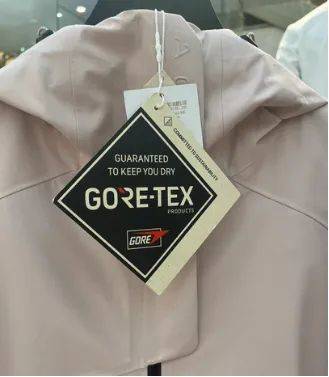 GUARANTEED
TO KEEP YOU DRY
GORE-TEX
PRODUCTS
GORE
COMMITTED TO SUSTAINABILITY